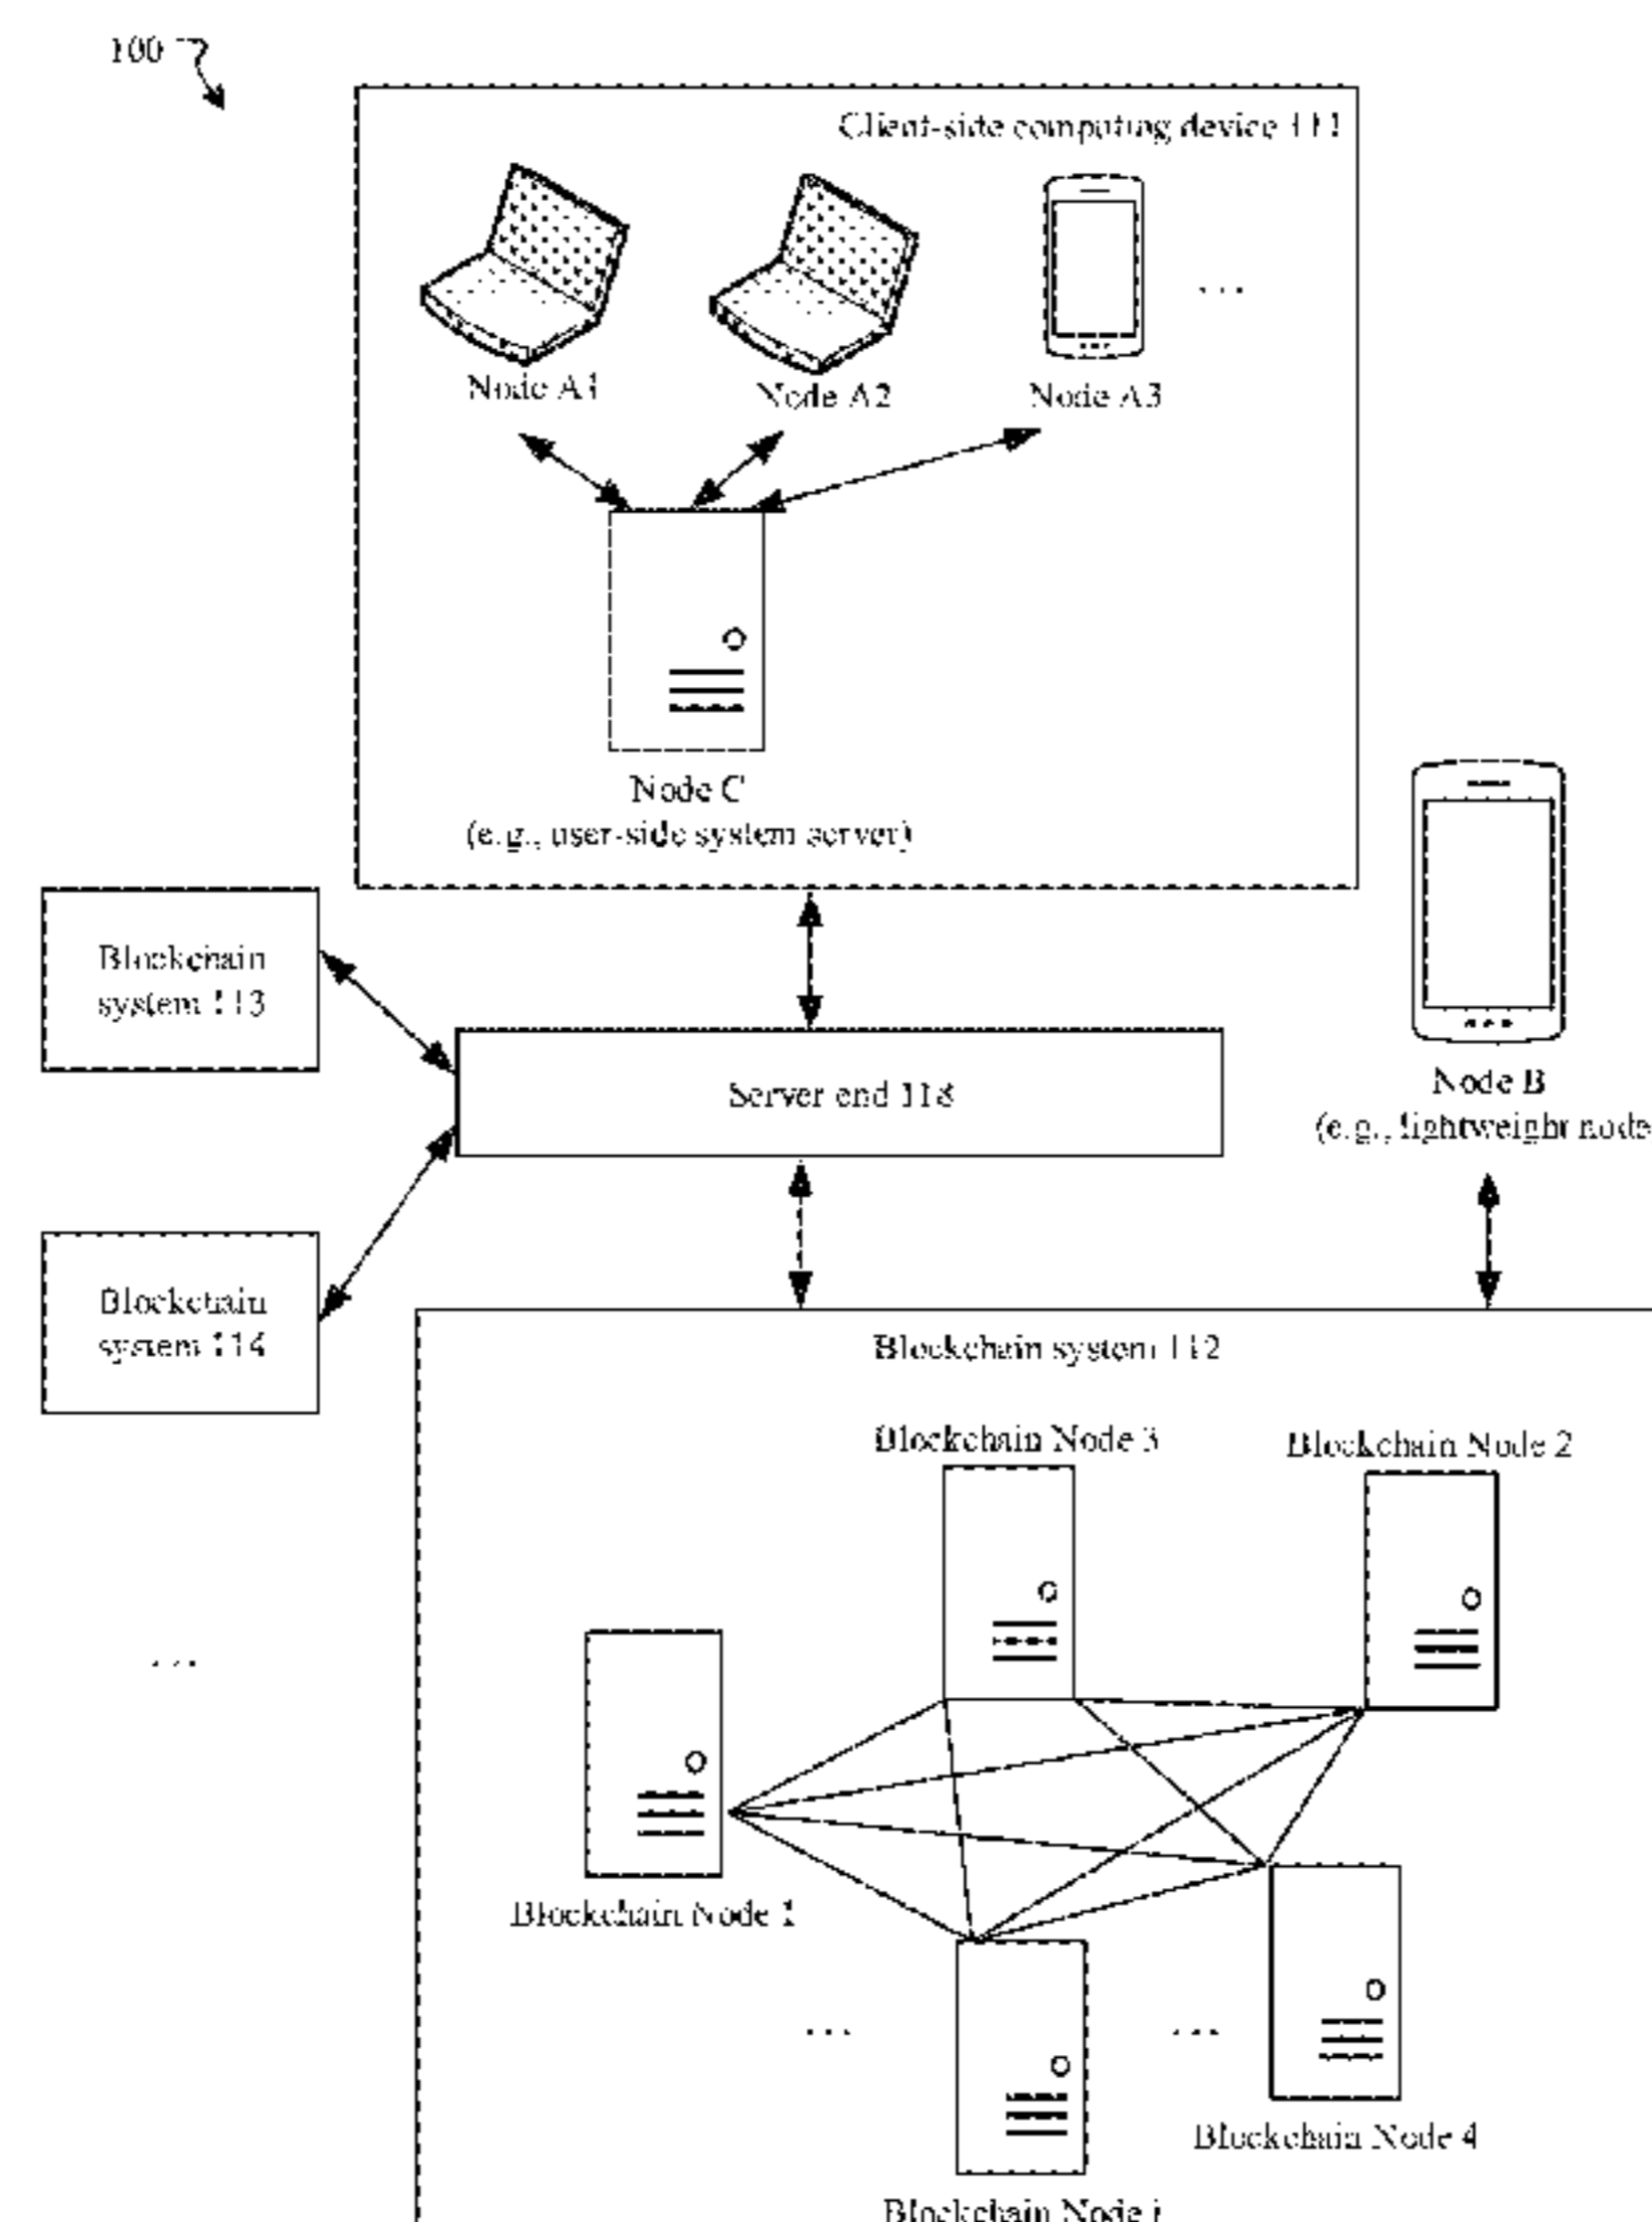 100
Client-side computing device 111
...
Node A1
Node A2
Node A3
Node C
(e.g., user-side system server)
Blockchain
system 113
Server end 118
Node B
(e.g., lightweight node
Blockchain
system 114
Blockchain system 112
Blockchain Node 3
Blockchain Node 2
...
Blockchain Node 1
...
...
Blockchain Node 4
Blockchain Node i